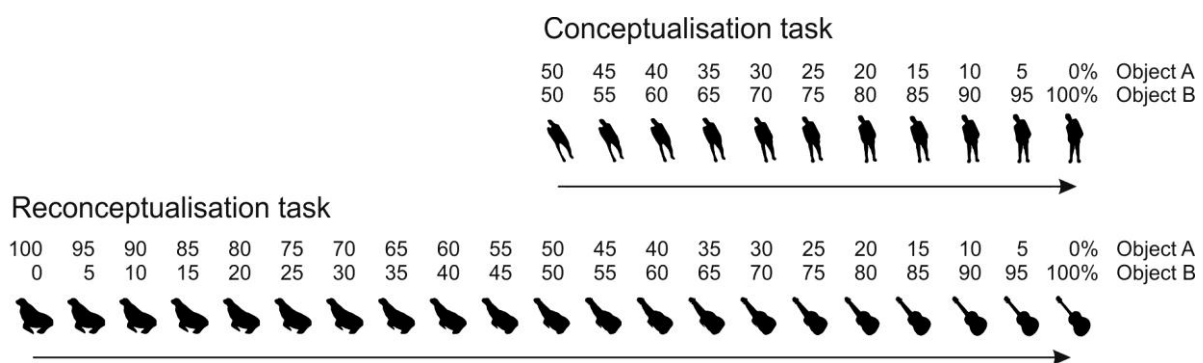 Conceptualisation task
50 45 40 35 30 25 20 15 10 5 0% Object A
50 55 60 65 70 75 80 85 90 95 100% Object B
Reconceptualisation task
100 95 90 85 80 75 70 65 60 55 50 45 40 35 30 25 20 15 10 5 0% Object A
0 5 10 15 20 25 30 35 40 45 50 55 60 65 70 75 80 85 90 95 100% Object B